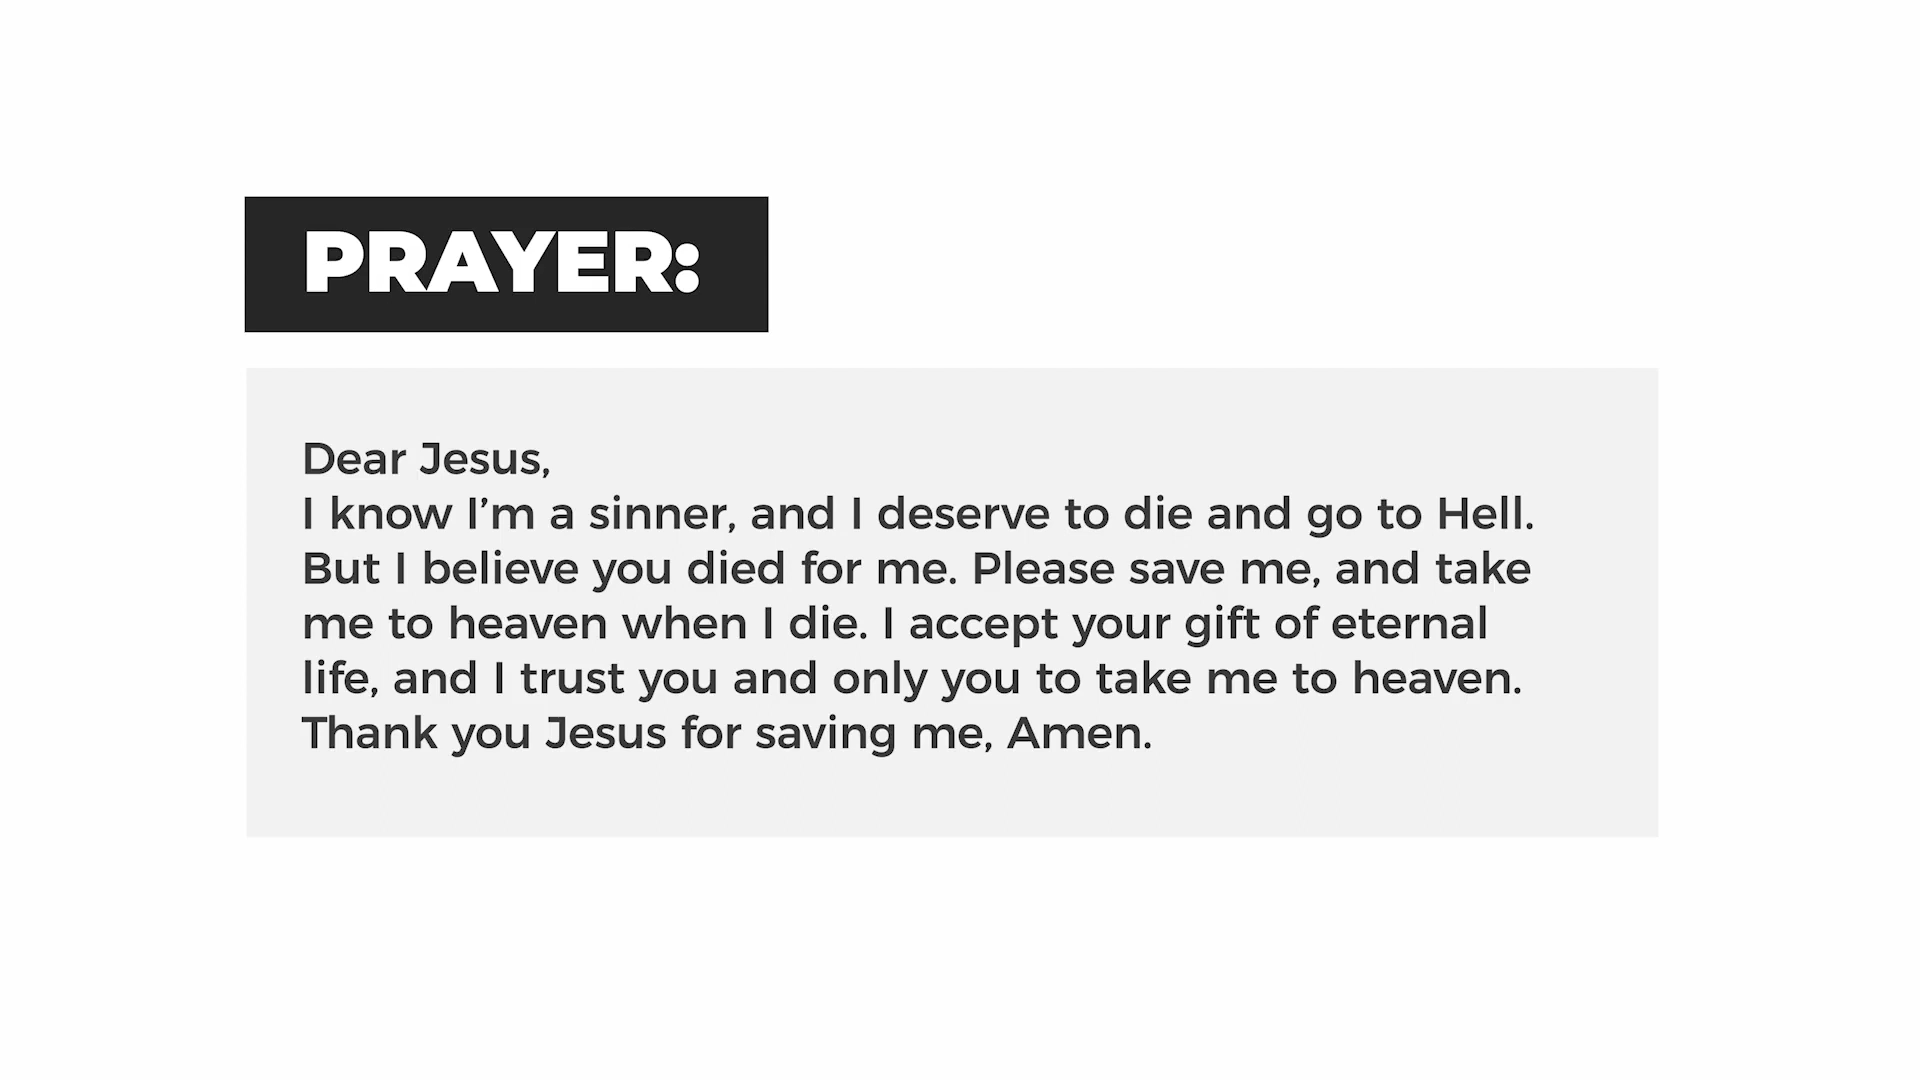 PRAYER:
Dear Jesus,
I know I’m a sinner, and I deserve to die and go to Hell.
But I believe you died for me. Please save me, and take
me to heaven when I die. I accept your gift of eternal
life, and I trust you and only you to take me to heaven.
Thank you Jesus for saving me, Amen.